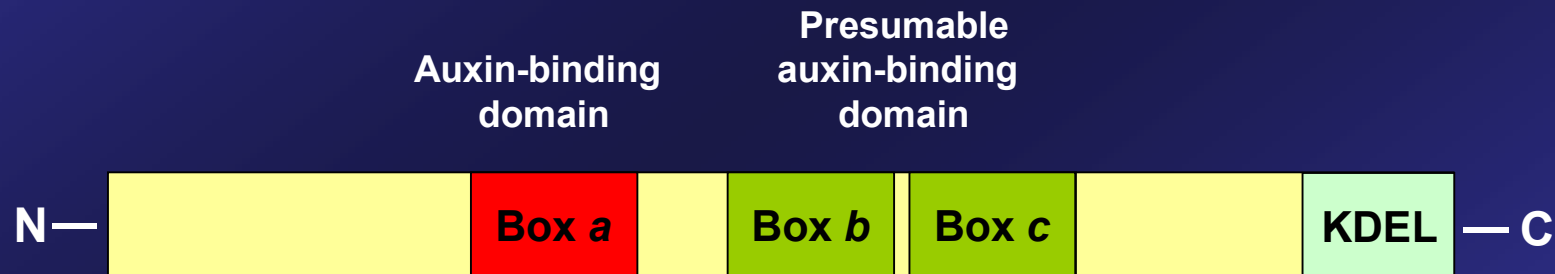 Auxin-binding
domain
Presumable
auxin-binding
domain
N
Box a
Box b
Box c
KDEL
C